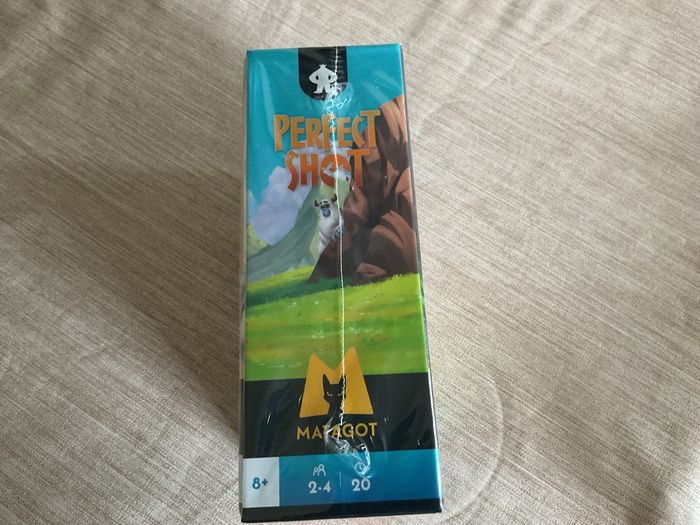 PERFECT
SHOT
MATAGOT
8+
2-4
20